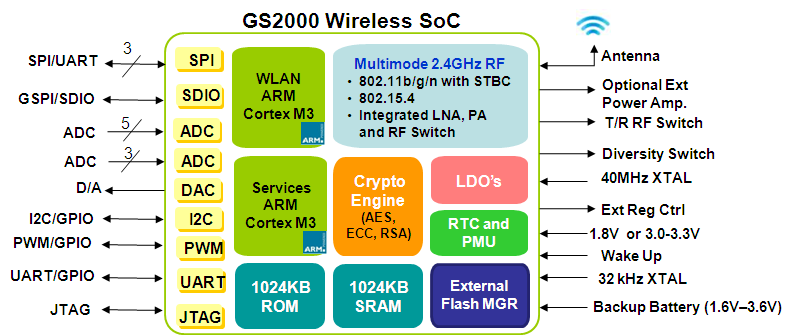 GS2000 Wireless SoC
SPI/UART
3
GSPI/SDIO
ADC
5
ADC
3
D/A
I2C/GPIO
PWM/GPIO
UART/GPIO
JTAG
SPI
SDIO
ADC
ADC
DAC
I2C
PWM
UART
JTAG
WLAN
ARM
Cortex M3
ARM
Multimode 2.4GHz RF
• 802.11b/g/n with STBC
• 802.15.4
• Integrated LNA, PA
and RF Switch
Services
ARM
Cortex M3
ARM
Crypto
Engine
(AES,
ECC, RSA)
LDO's
RTC and
PMU
1024KB
ROM
1024KB
SRAM
External
Flash MGR
Antenna
Optional Ext
Power Amp.
T/R RF Switch
Diversity Switch
40MHz XTAL
Ext Reg Ctrl
1.8V or 3.0-3.3V
Wake Up
32 kHz XTAL
Backup Battery (1.6V–3.6V)